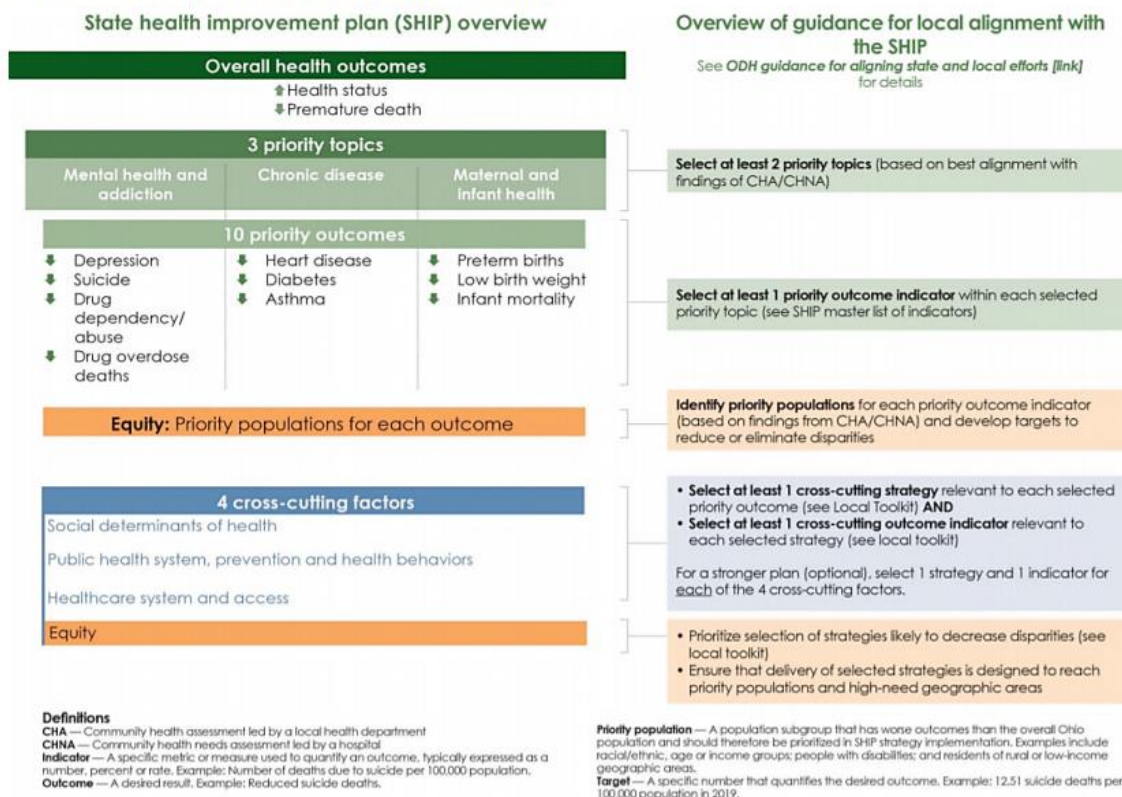 State health improvement plan (SHIP) overview
Overall health outcomes
Health status
Premature death
3 priority topics
Mental health and
addiction
Chronic disease
Maternal and
infant health
10 priority outcomes
Depression
Suicide
Drug
dependency/
abuse
Drug overdose
deaths
Heart disease
Diabetes
Asthma
Preterm births
Low birth weight
Infant mortality
Equity: Priority populations for each outcome
4 cross-cutting factors
Social determinants of health
Public health system, prevention and health behaviors
Healthcare system and access
Equity
Overview of guidance for local alignment with
the SHIP
See ODH guidance for aligning state and local efforts [link]
for details
Select at least 2 priority topics (based on best alignment with
findings of CHA/CHNA)
Select at least 1 priority outcome indicator within each selected
priority topic (see SHIP master list of indicators)
Identify priority populations for each priority outcome indicator
(based on findings from CHA/CHNA) and develop targets to
reduce or eliminate disparities
• Select at least 1 cross-cutting strategy relevant to each selected
priority outcome (see Local Toolkit) AND
• Select at least 1 cross-cutting outcome indicator relevant to
each selected strategy (see local toolkit)
For a stronger plan (optional), select 1 strategy and 1 indicator for
each of the 4 cross-cutting factors.
• Prioritize selection of strategies likely to decrease disparities (see
local toolkit)
• Ensure that delivery of selected strategies is designed to reach
priority populations and high-need geographic areas
Definitions
CHA — Community health assessment led by a local health department
CHNA — Community health needs assessment led by a hospital
Indicator — A specific metric or measure used to quantify an outcome, typically expressed as a
number, percent or rate. Example: Number of deaths due to suicide per 100,000 population.
Outcome — A desired result. Example: Reduced suicide deaths.
Priority population — A population subgroup that has worse outcomes than the overall Ohio
population and should therefore be prioritized in SHIP strategy implementation. Examples include
racial/ethnic, age or income groups; people with disabilities; and residents of rural or low-income
geographic areas.
Target — A specific number that quantifies the desired outcome. Example: 12.51 suicide deaths per
100,000 population in 2019.